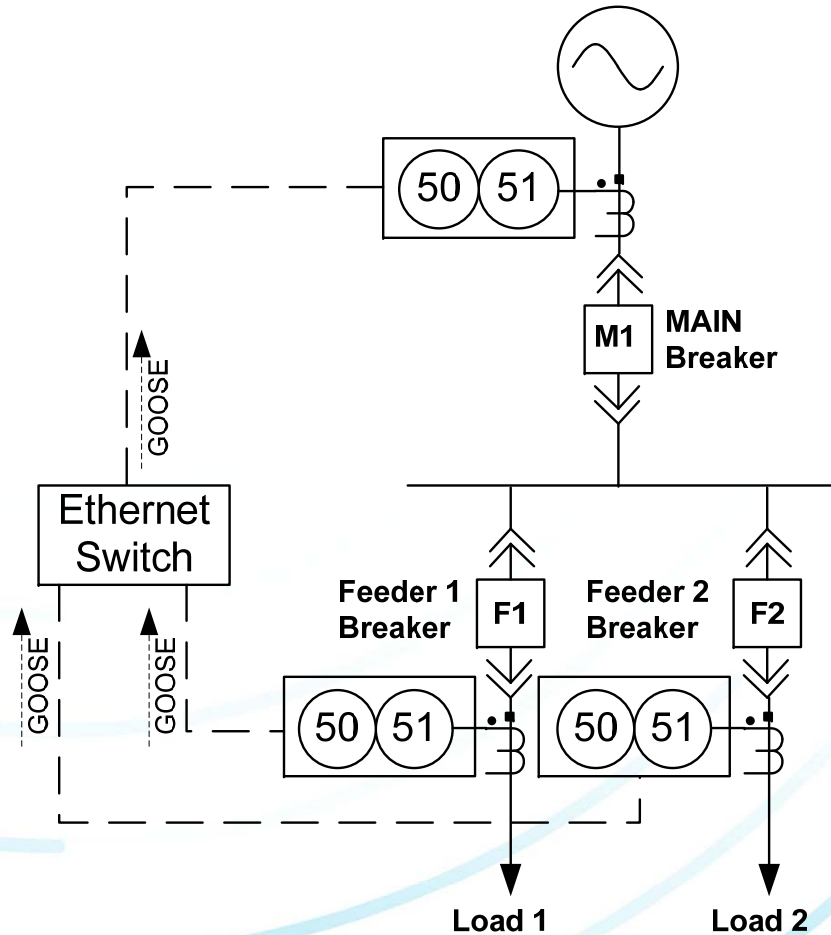 50 51
M1
MAIN
Breaker
GOOSE
Ethernet
Switch
Feeder 1
Breaker
F1
Feeder 2
Breaker
F2
GOOSE
GOOSE
50 51
50 51
Load 1
Load 2